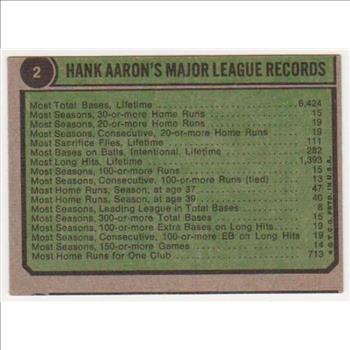 2 HANK AARON'S MAJOR LEAGUE RECORDS
Most Total Bases, Lifetime 6,424
Most Seasons, 30-or-more Home Runs 15
Most Seasons, 20-or-more Home Runs 19
Most Seasons, Consecutive, 20-or-more Home Runs 19
Most Sacrifice Flies, Lifetime 111
Most Bases on Balls, Intentional, Lifetime 282
Most Long Hits, Lifetime 1,393
Most Seasons, 100-or-more Runs 15
Most Seasons, Consecutive, 100-or-more Runs (tied) 13
Most Home Runs, Season, at age 37 47
Most Home Runs, Season, at age 39 40
Most Seasons, Leading League in Total Bases 8
Most Seasons, 300-or-more Total Bases 15
Most Seasons, 100-or-more Extra Bases on Long Hits 19
Most Seasons, Consecutive, 100-or-more EB on Long Hits 19
Most Seasons, 150-or-more Games 14
Most Home Runs for One Club 713
© T.C.G. PRTD. IN U.S.A.